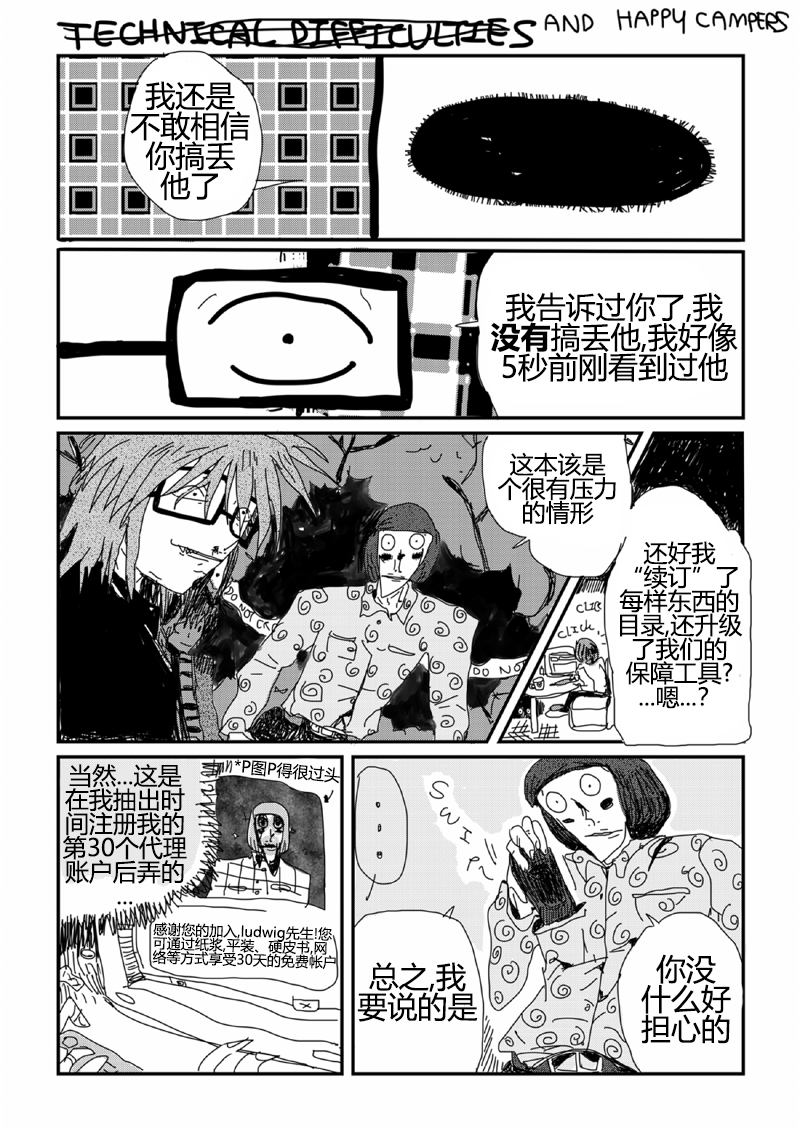 TECHNICAL DIFFICULTIES AND HAPPY CAMPERS
我还是
不敢相信
你搞丢
他了
我告诉过你了,我
没有搞丢他,我好像
5秒前刚看到过他
这本该是
个很有压力
的情形
还好我
“续订”了
每样东西的
目录,还升级
了我们的
保障工具?
…嗯…?
DO NOT CRO
DO NO
CLICK..
当然…这是
在我抽出时
间注册我的
第30个代理
账户后弄的
…
*P图P得很过头
感谢您的加入,ludwig先生!您
可通过纸浆,平装、硬皮书,网
络等方式享受30天的免费帐户
...
总之,我
要说的是
你没
什么好
担心的